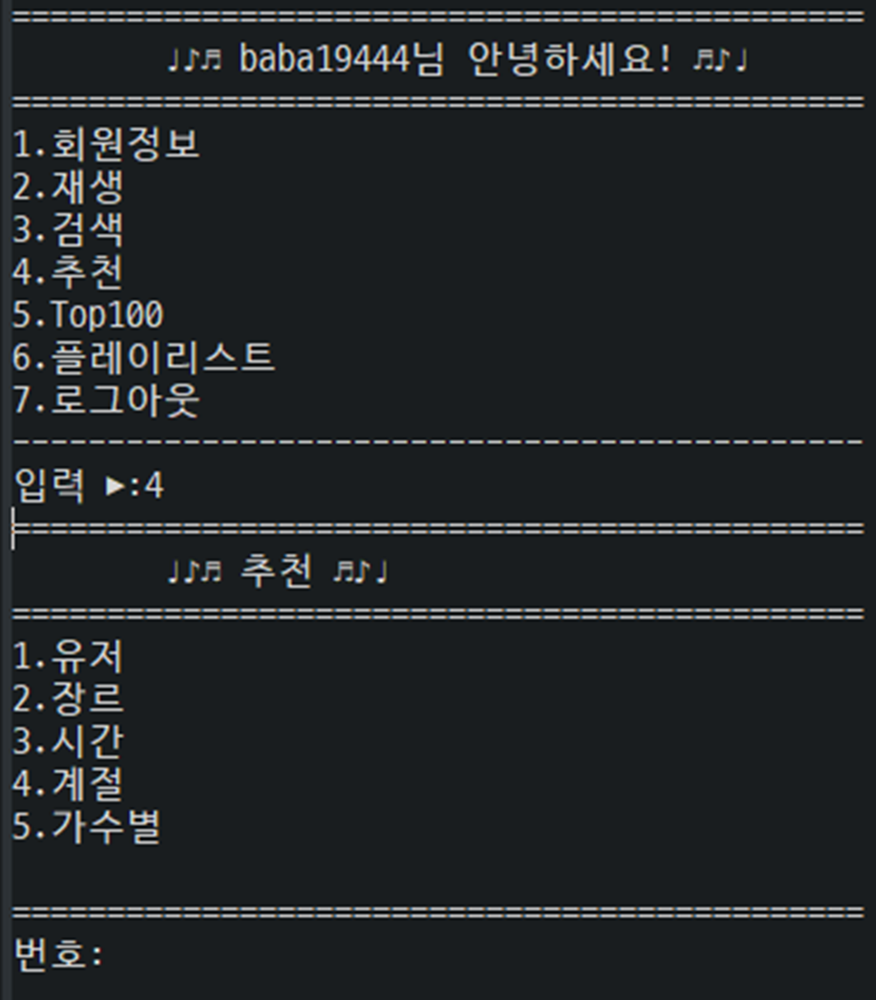 ==============================================
♩♪♬ baba19444님 안녕하세요! ♬♪♩
==============================================
1.회원정보
2.재생
3.검색
4.추천
5.Top100
6.플레이리스트
7.로그아웃
----------------------------------------------
입력 ▶:4
==============================================
♩♪♬ 추천 ♬♪♩
==============================================
1.유저
2.장르
3.시간
4.계절
5.가수별
==============================================
번호: